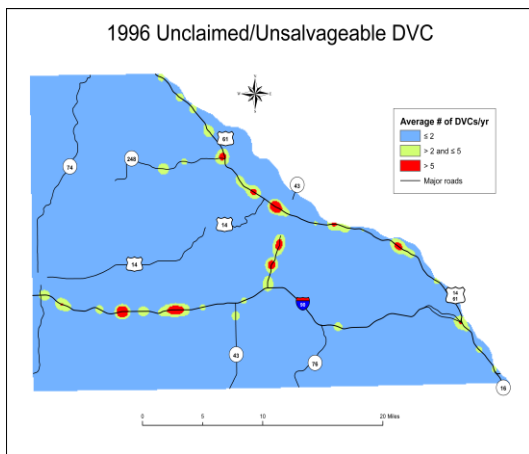 1996 Unclaimed/Unsalvageable DVC
61
Average # of DVCs/yr
≤ 2
> 2 and ≤ 5
> 5
Major roads
248
74
43
14
14
14
61
90
43
76
16
0 5 10 20 Miles